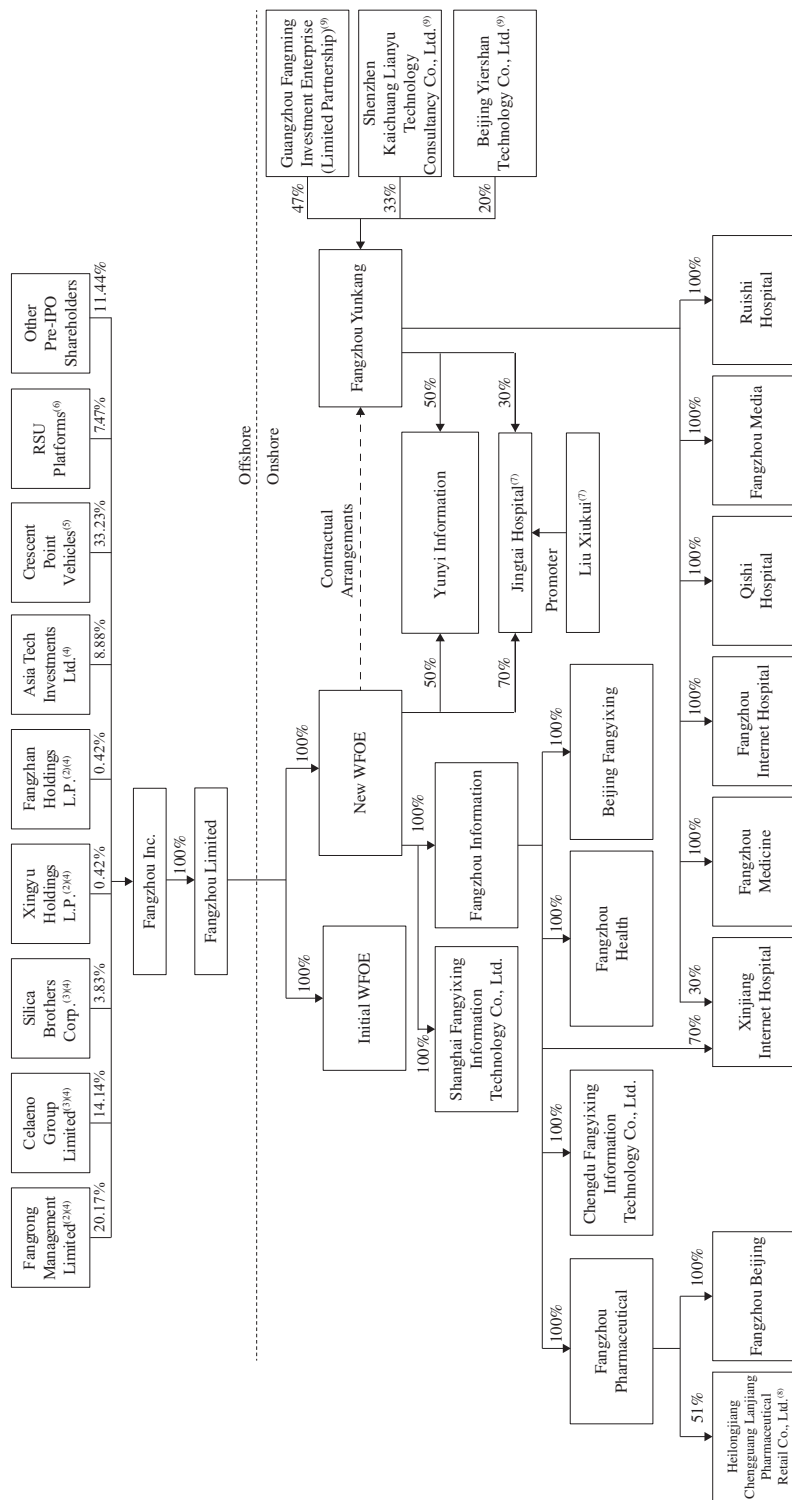 Fangrong
Management
Limited(2)(4)
20.17%
Celaeno
Group
Limited(3)(4)
14.14%
Silica
Brothers
Corp.(3)(4)
3.83%
Xingyu
Holdings
L.P.(2)(4)
0.42%
Fangzhan
Holdings
L.P.(2)(4)
0.42%
Asia Tech
Investments
Ltd.(4)
8.88%
Crescent
Point
Vehicles(5)
33.23%
RSU
Platforms(6)
7.47%
Other
Pre-IPO
Shareholders
11.44%
Fangzhou Inc.
100%
Fangzhou Limited
Offshore
Onshore
100%
Initial WFOE
100%
New WFOE
Contractual
Arrangements
Fangzhou Yunkang
47%
Guangzhou Fangming
Investment Enterprise
(Limited Partnership)(9)
33%
Shenzhen
Kaichuang Lianyu
Technology
Consultancy Co., Ltd.(9)
20%
Beijing Yiershan
Technology Co., Ltd.(9)
100%
Shanghai Fangyixing
Information
Technology Co., Ltd.
100%
Fangzhou Information
50%
Yunyi Information
50%
70%
Jingtai Hospital(7)
30%
Promoter
Liu Xiukui(7)
100%
Fangzhou
Pharmaceutical
100%
Chengdu Fangyixing
Information
Technology Co., Ltd.
100%
Fangzhou
Health
100%
Beijing Fangyixing
51%
Heilongjiang
Chengguang Lanjiang
Pharmaceutical
Retail Co., Ltd.(8)
100%
Fangzhou Beijing
70%
30%
Xinjiang
Internet Hospital
100%
Fangzhou
Medicine
100%
Fangzhou
Internet Hospital
100%
Qishi
Hospital
100%
Fangzhou Media
100%
Ruishi
Hospital